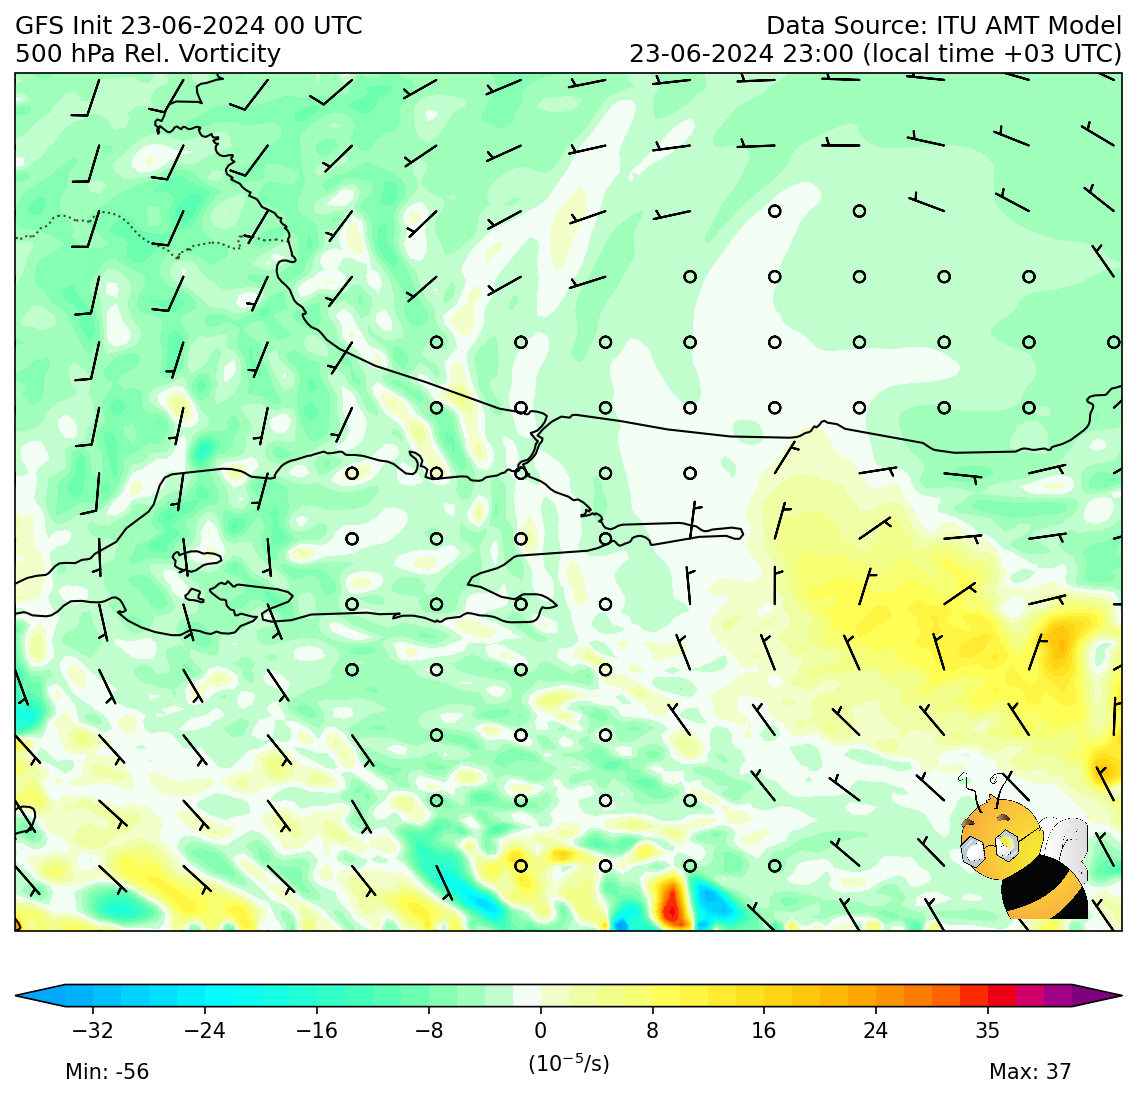 GFS Init 23-06-2024 00 UTC
Data Source: ITU AMT Model
500 hPa Rel. Vorticity
23-06-2024 23:00 (local time +03 UTC)
−32 −24 −16 −8 0 8 16 24 35
(10⁻⁵/s)
Min: -56
Max: 37